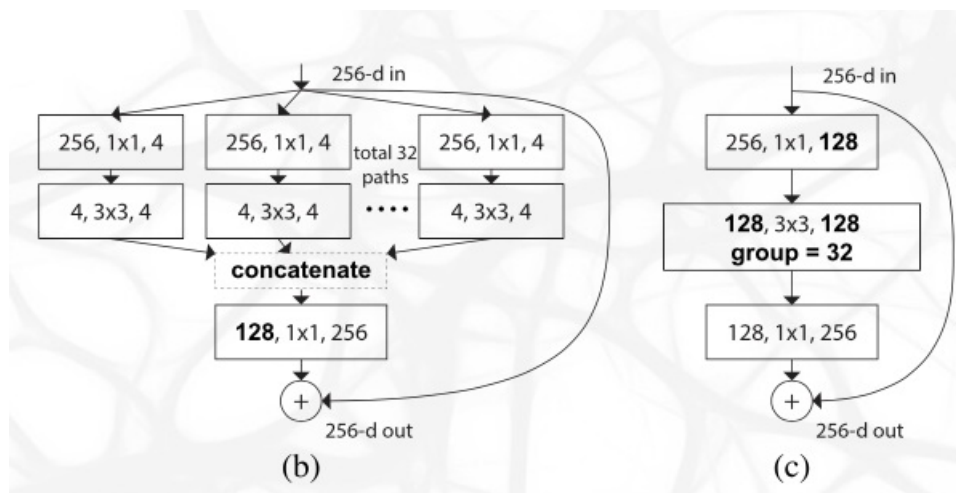 256-d in
256, 1x1, 4
256, 1x1, 4
total 32
paths
256, 1x1, 4
4, 3x3, 4
4, 3x3, 4
....
4, 3x3, 4
concatenate
128, 1x1, 256
+
256-d out
(b)
256-d in
256, 1x1, 128
128, 3x3, 128
group = 32
128, 1x1, 256
+
256-d out
(c)